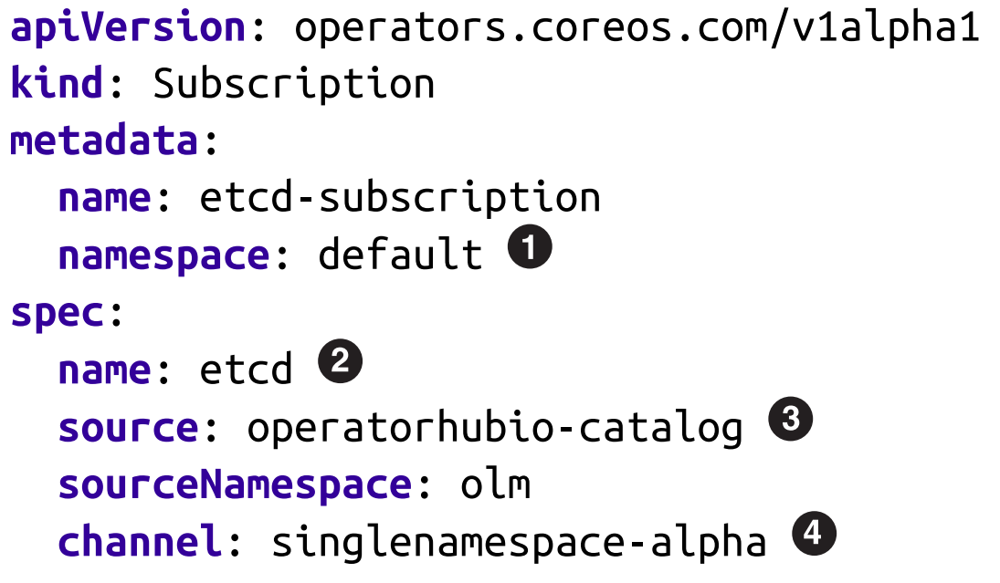 apiVersion: operators.coreos.com/v1alpha1
kind: Subscription
metadata:
  name: etcd-subscription
  namespace: default ❶
spec:
  name: etcd ❷
  source: operatorhubio-catalog ❸
  sourceNamespace: olm
  channel: singlenamespace-alpha ❹